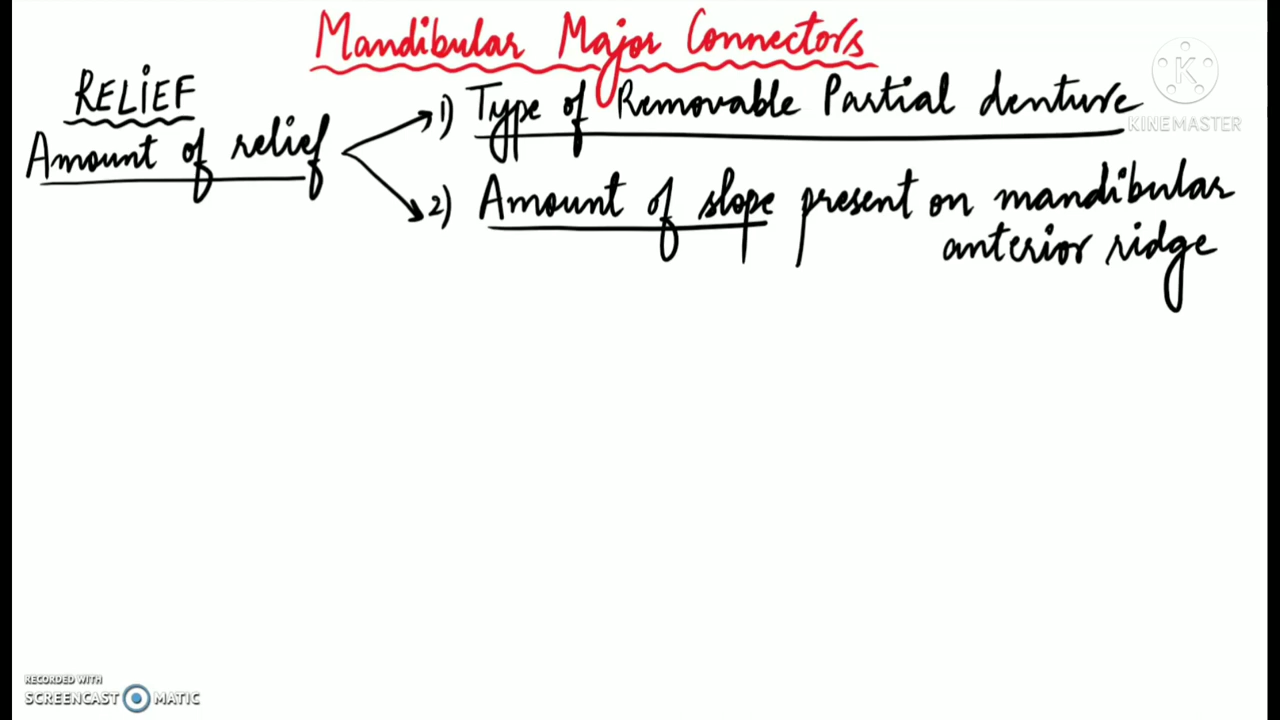 Mandibular Major Connectors
RELIEF
Amount of relief
1) Type of Removable Partial denture
2) Amount of slope present on mandibular
anterior ridge
K
KINEMASTER
RECORDED WITH
SCREENCAST MATIC